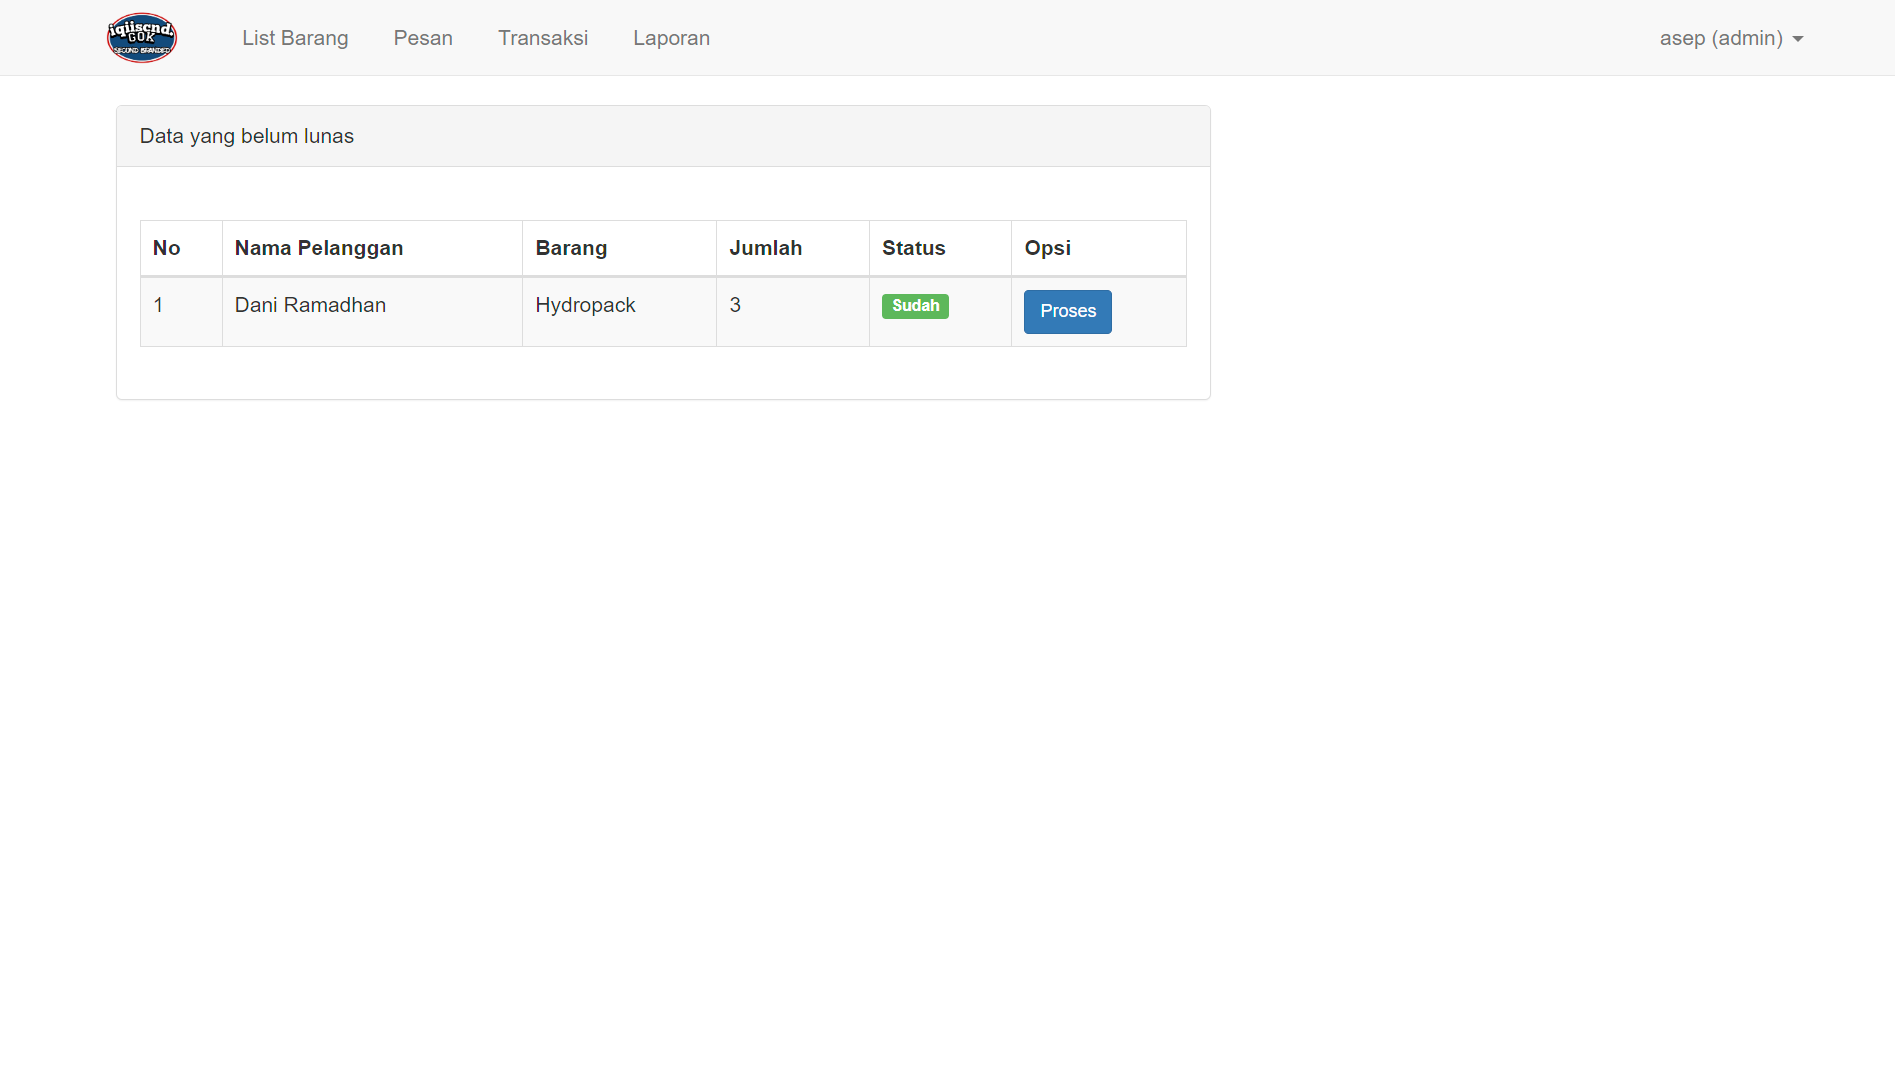 iqiiscnd.
GOK
SECOND BRANDED
List Barang Pesan Transaksi Laporan asep (admin)
Data yang belum lunas
No Nama Pelanggan Barang Jumlah Status Opsi
1 Dani Ramadhan Hydropack 3 Sudah Proses